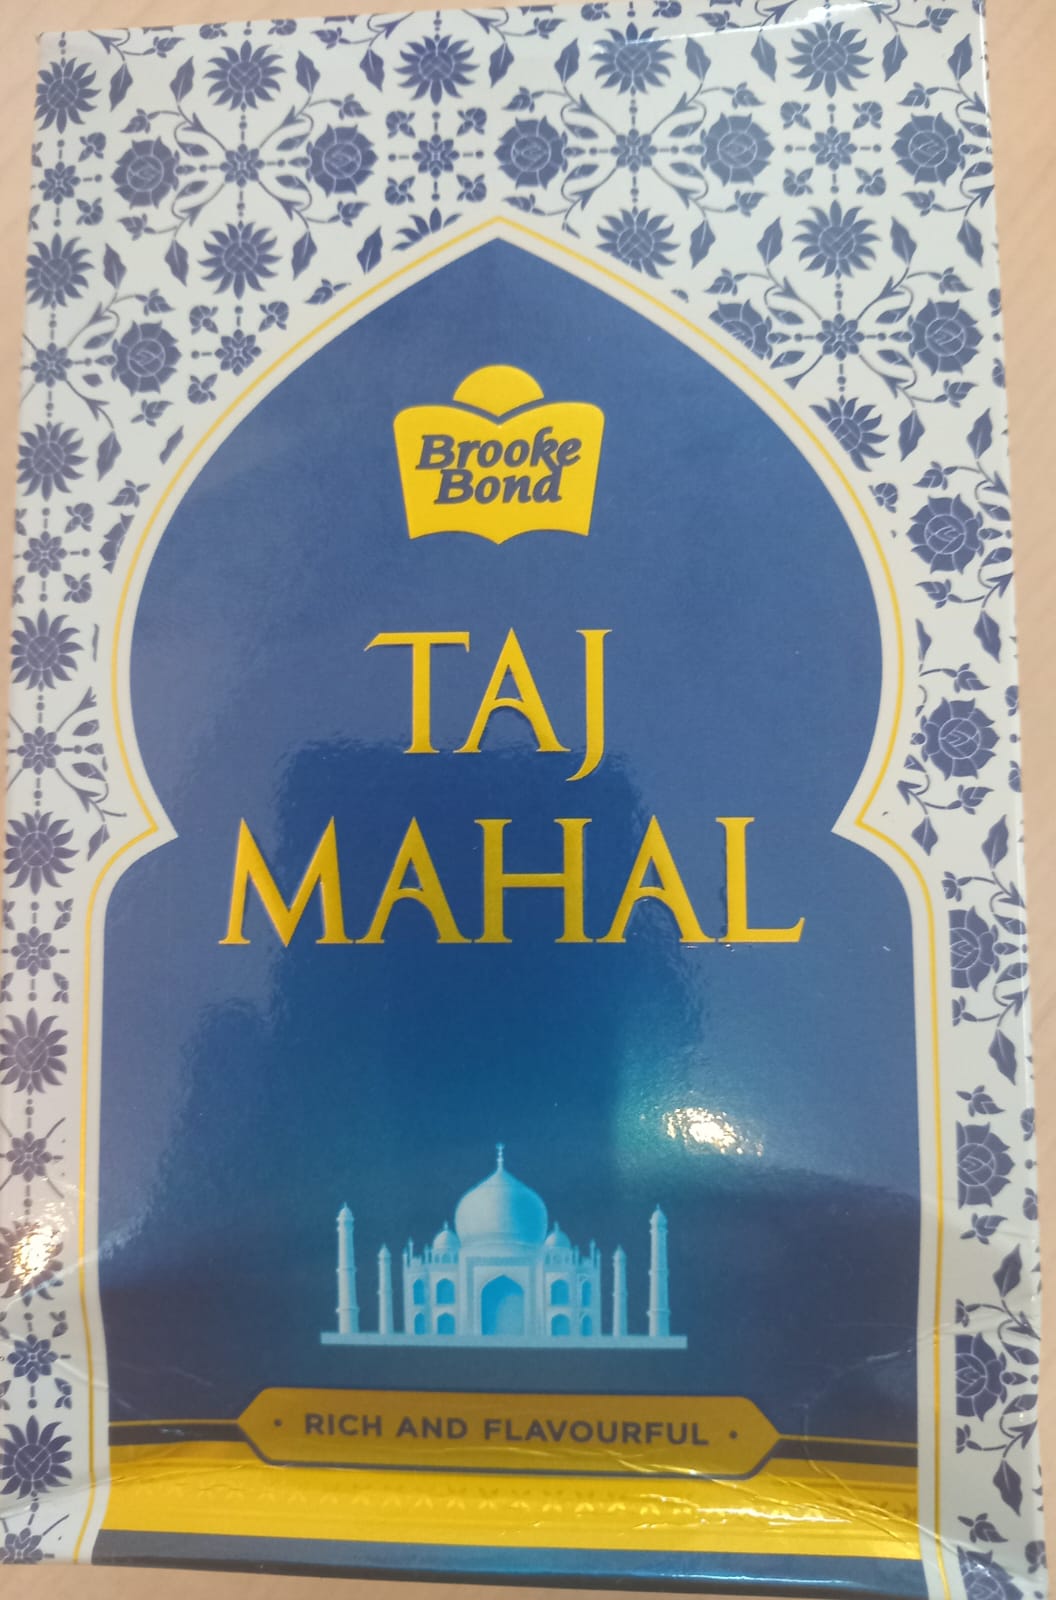 Brooke
Bond
TAJ
MAHAL
• RICH AND FLAVOURFUL •